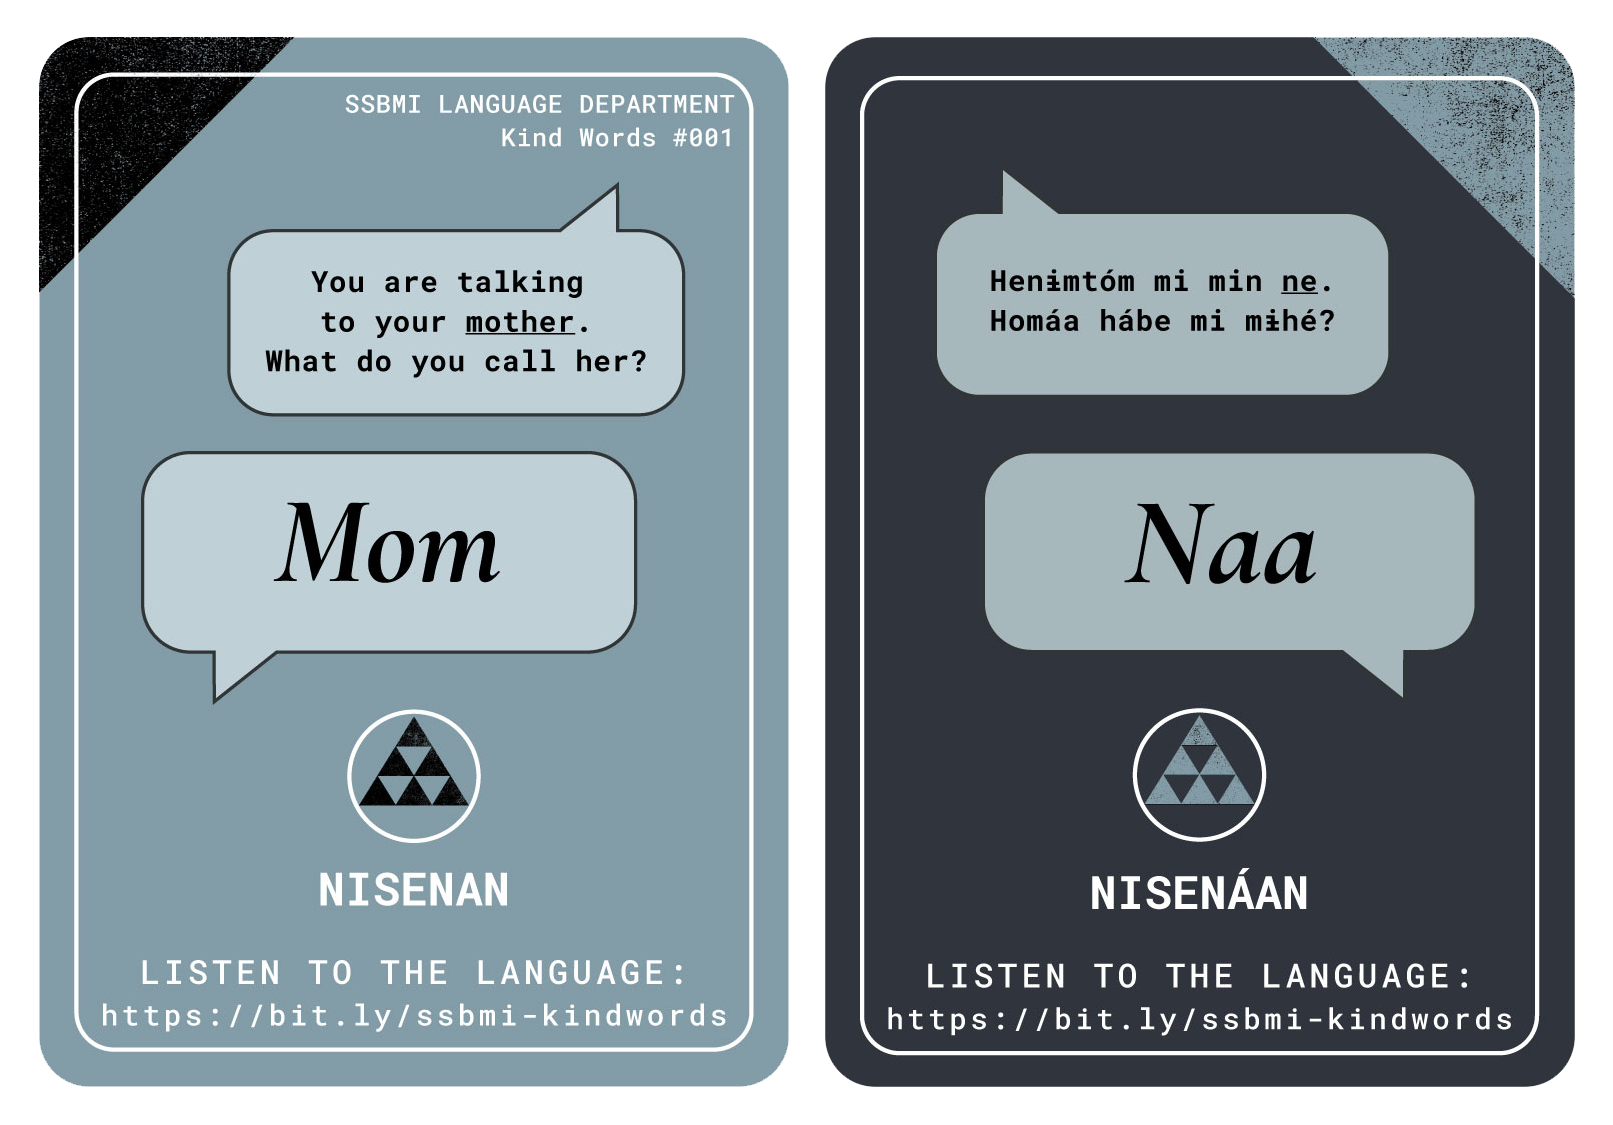 SSBMI LANGUAGE DEPARTMENT
Kind Words #001
You are talking
to your mother.
What do you call her?
Mom
NISENAN
LISTEN TO THE LANGUAGE:
https://bit.ly/ssbmi-kindwords
Henɨmtóm mi min ne.
Homáa hábe mi mɨhé?
Naa
NISENÁAN
LISTEN TO THE LANGUAGE:
https://bit.ly/ssbmi-kindwords